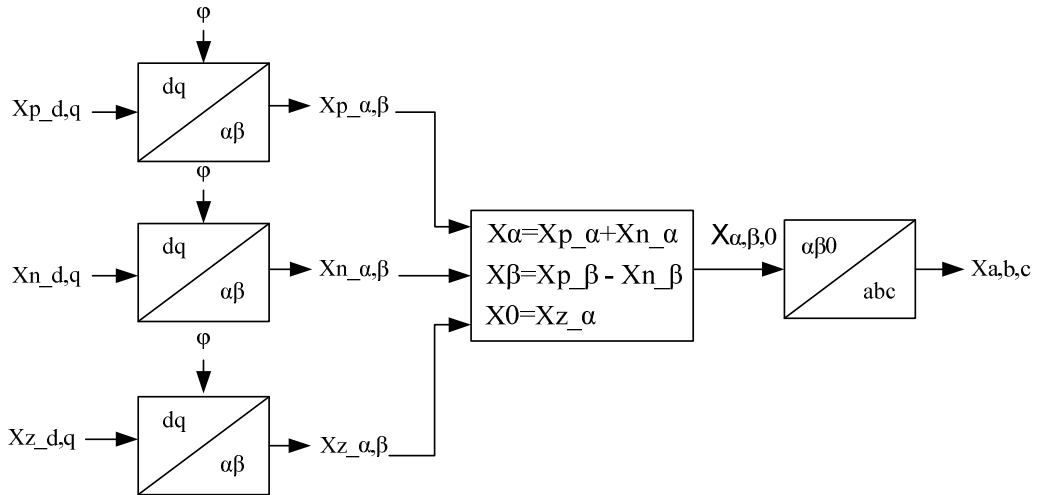 φ
Xp_d,q
dq
αβ
Xp_α,β
φ
Xn_d,q
dq
αβ
Xn_α,β
φ
Xz_d,q
dq
αβ
Xz_α,β
Xα=Xp_α+Xn_α
Xβ=Xp_β - Xn_β
X0=Xz_α
Xα,β,0
αβ0
abc
Xa,b,c